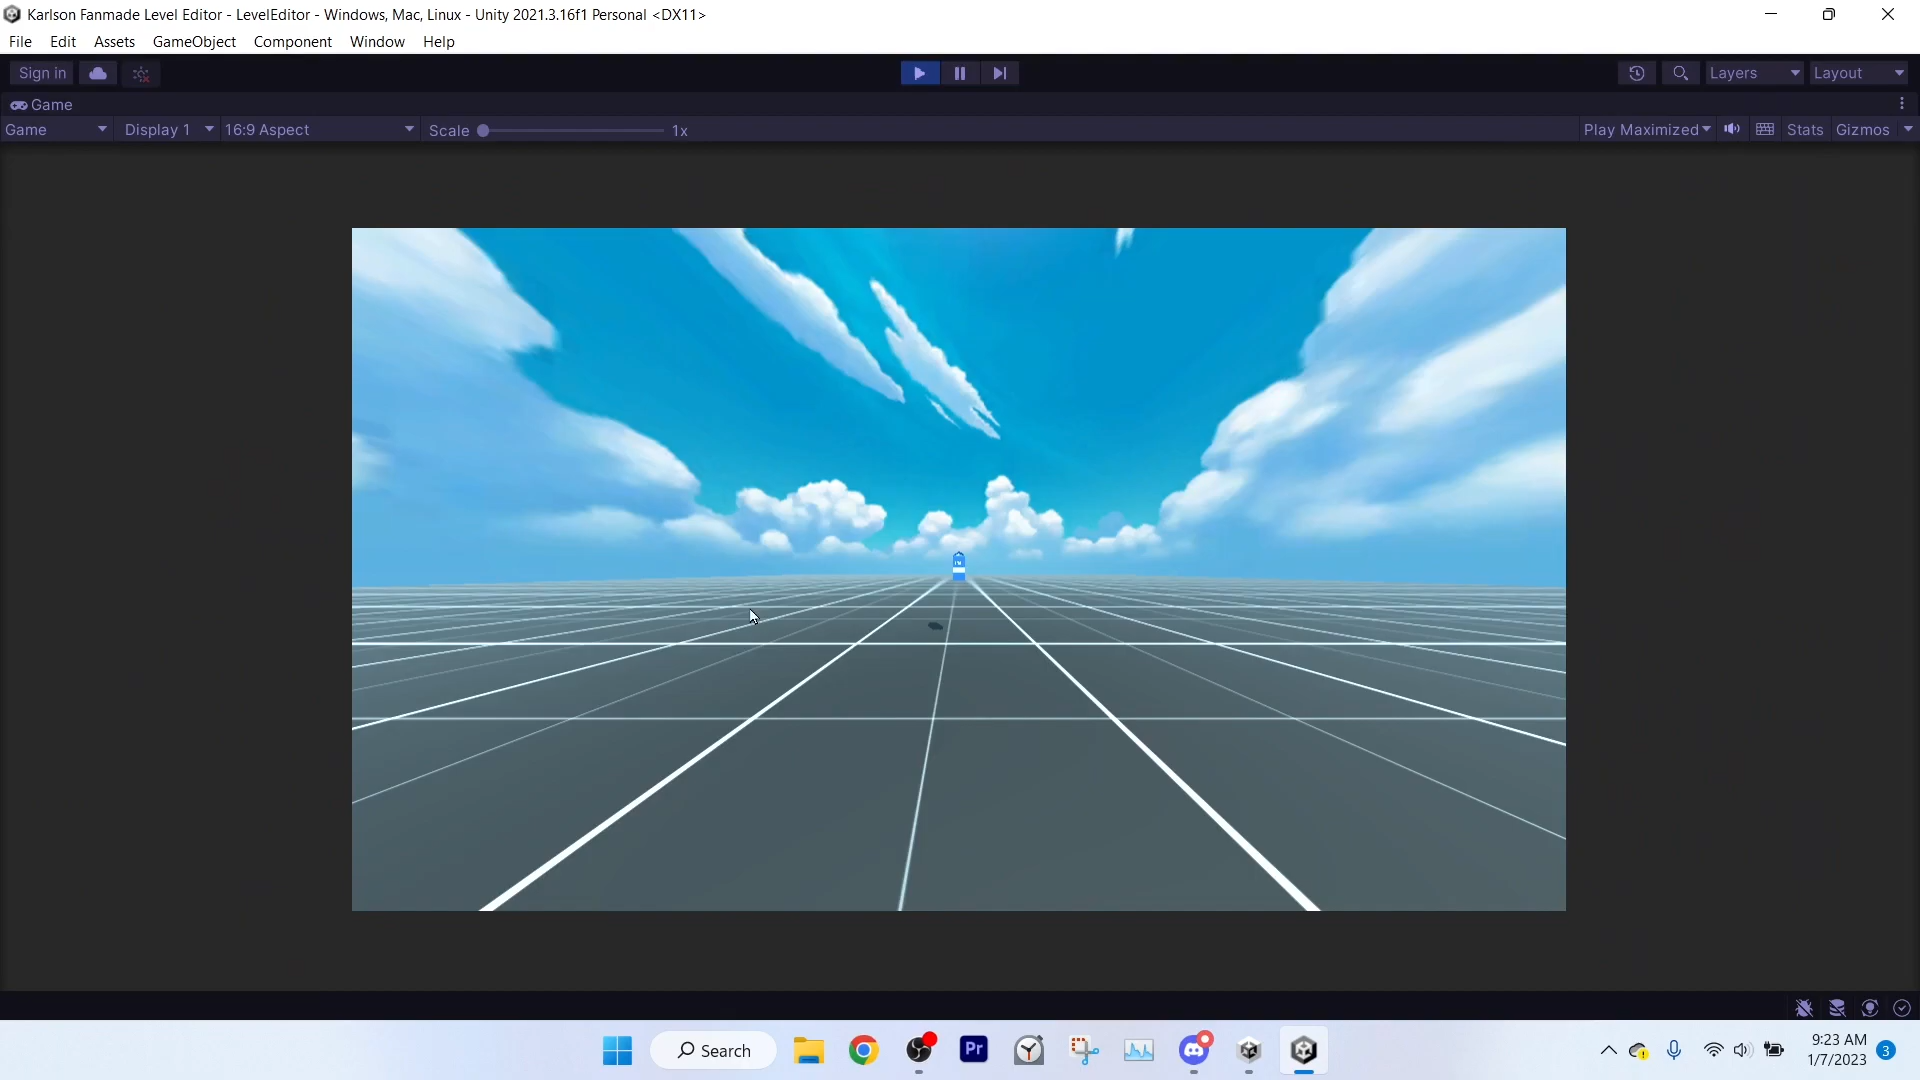 Karlson Fanmade Level Editor - LevelEditor - Windows, Mac, Linux - Unity 2021.3.16f1 Personal <DX11>
File Edit Assets GameObject Component Window Help
Sign in Layers Layout
Game
Game Display 1 16:9 Aspect Scale 1x Play Maximized Stats Gizmos
Search
Pr
9:23 AM
1/7/2023 3